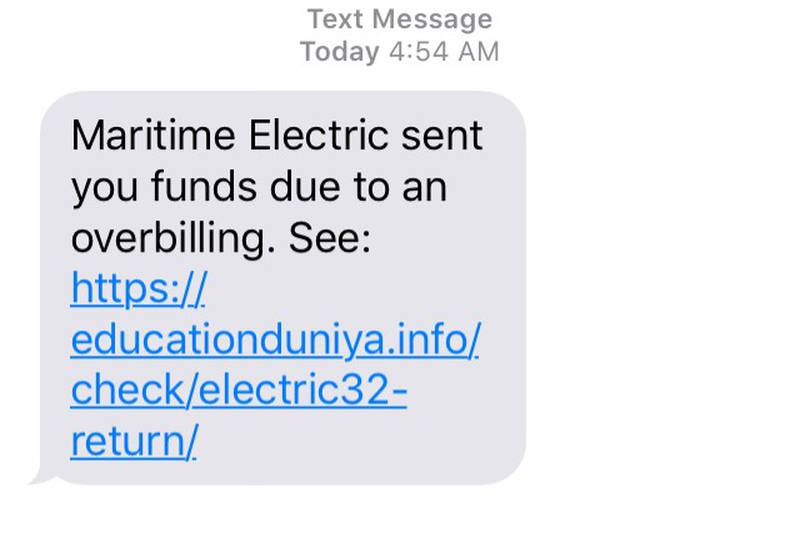 Text Message
Today 4:54 AM
Maritime Electric sent
you funds due to an
overbilling. See:
https://
educationduniya.info/
check/electric32-
return/